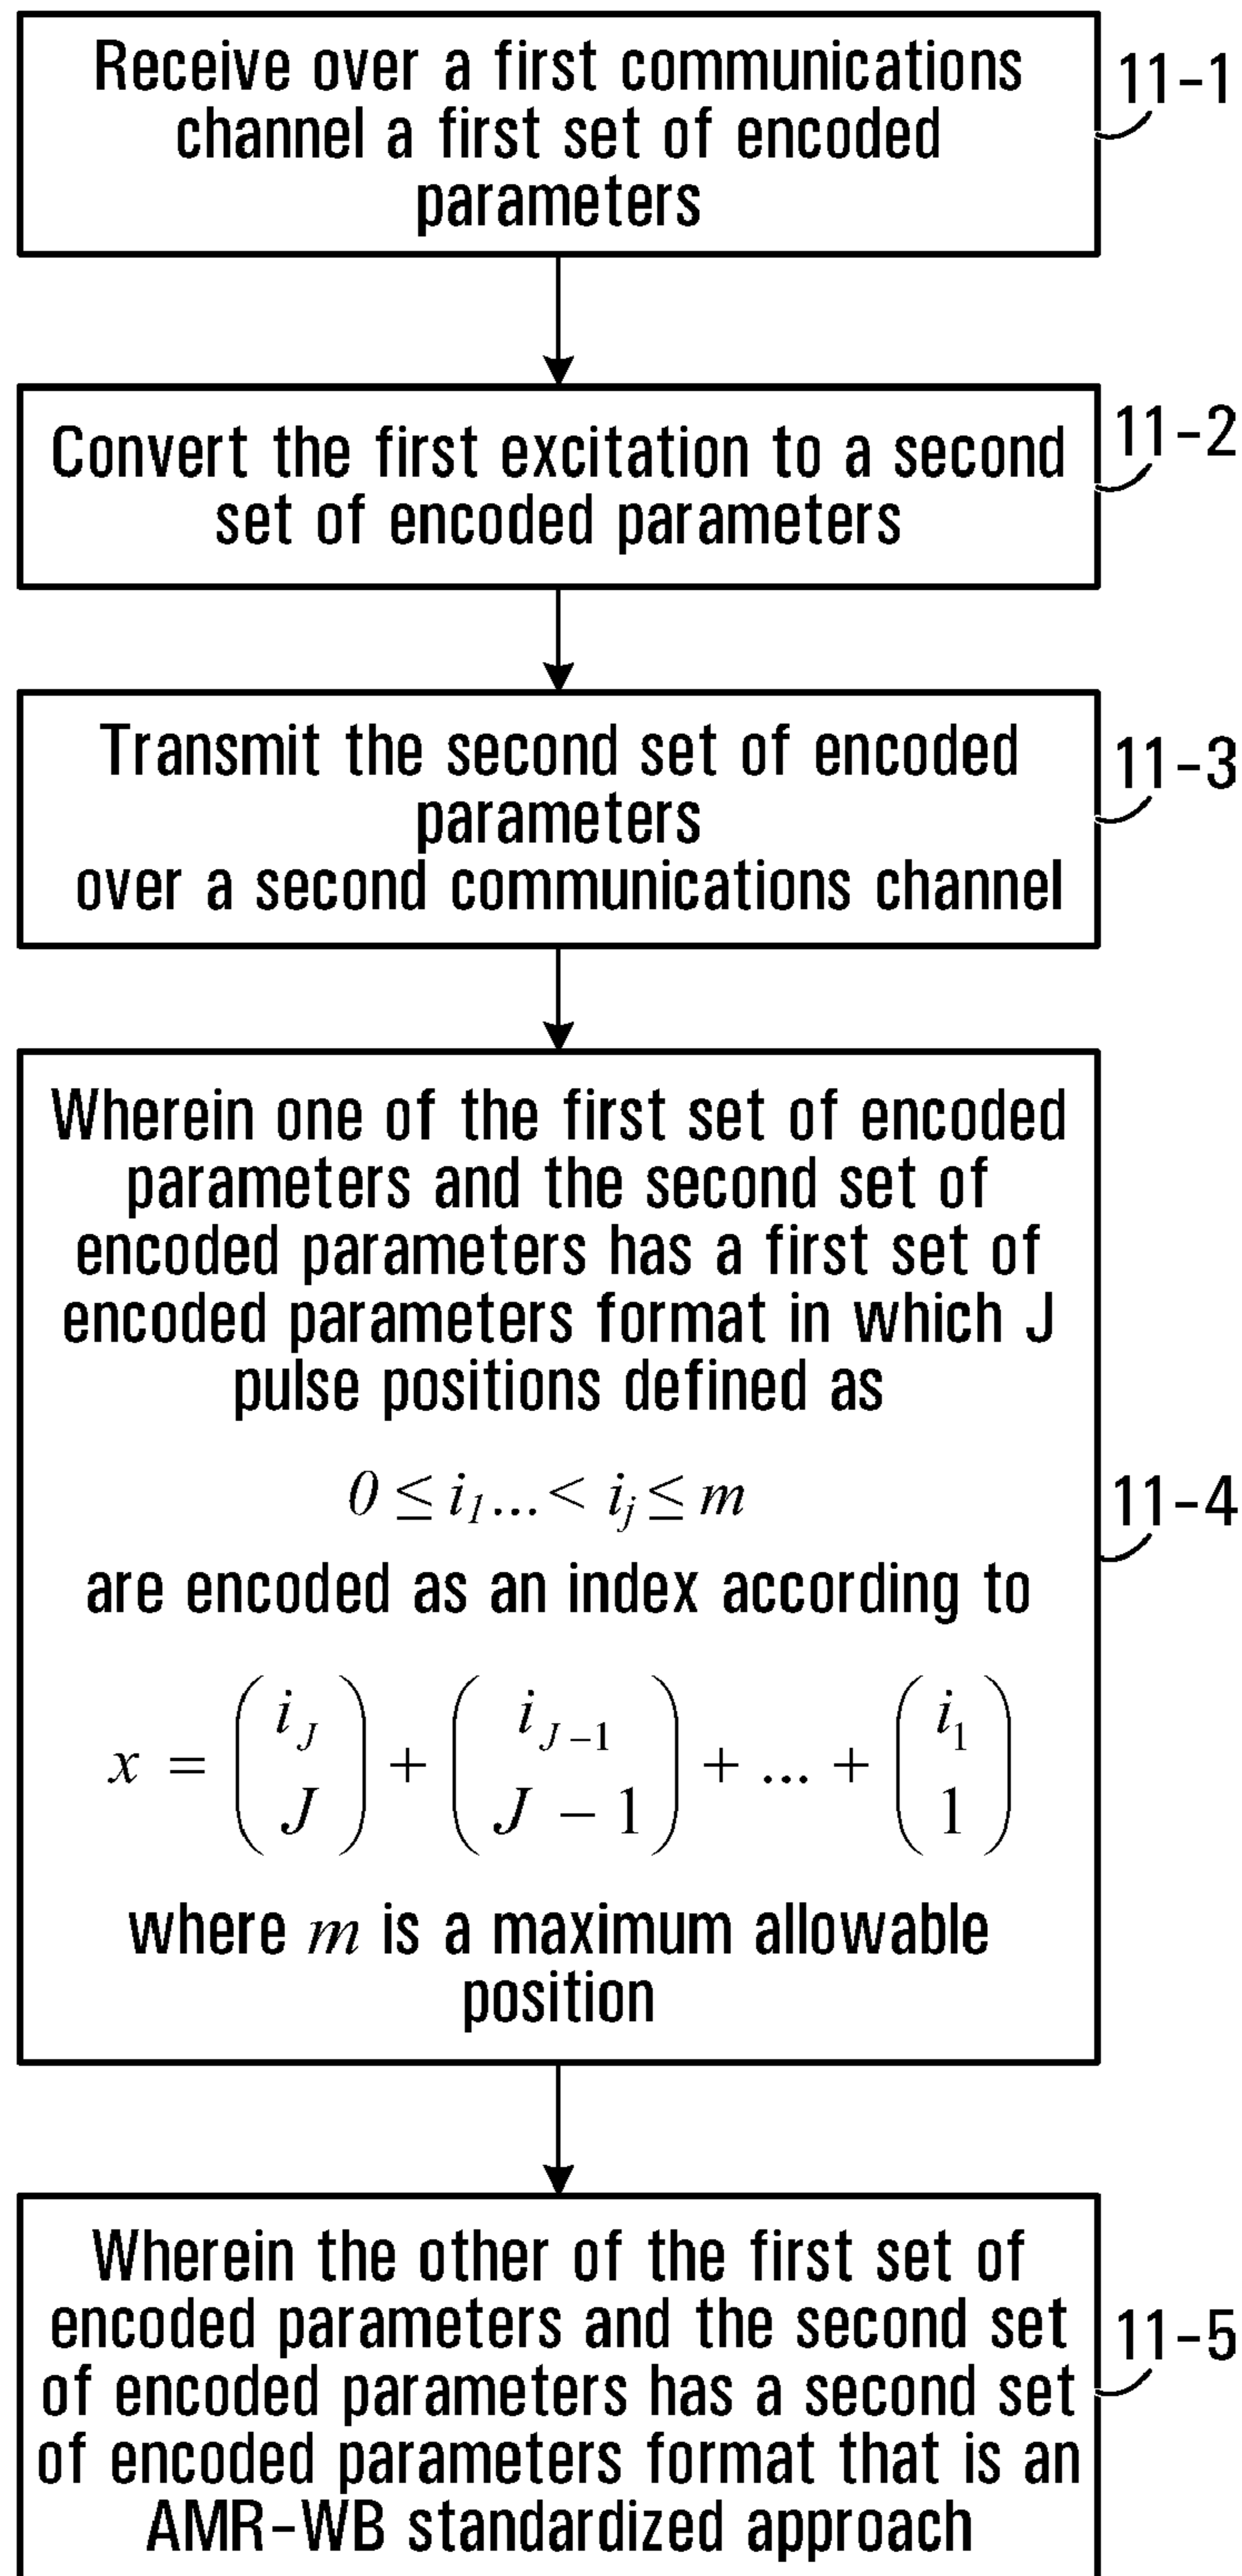 Receive over a first communications
channel a first set of encoded
parameters
11-1
Convert the first excitation to a second
set of encoded parameters
11-2
Transmit the second set of encoded
parameters
over a second communications channel
11-3
Wherein one of the first set of encoded
parameters and the second set of
encoded parameters has a first set of
encoded parameters format in which J
pulse positions defined as
0 ≤ i₁... < iⱼ ≤ m
are encoded as an index according to
x = (i_J J) + (i_{J-1} J-1) + ... + (i_1 1)
where m is a maximum allowable
position
11-4
Wherein the other of the first set of
encoded parameters and the second set
of encoded parameters has a second set
of encoded parameters format that is an
AMR-WB standardized approach
11-5